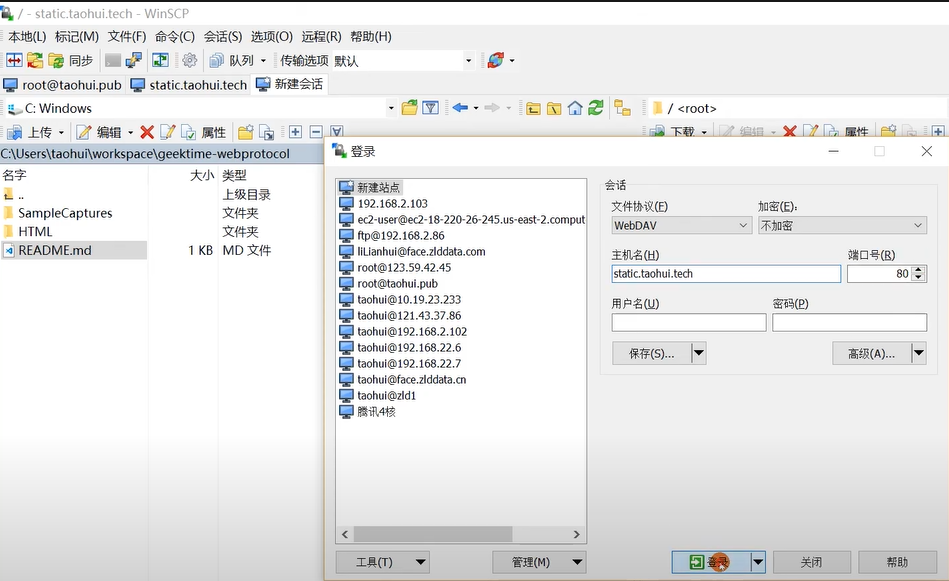 / - static.taohui.tech - WinSCP
本地(L) 标记(M) 文件(F) 命令(C) 会话(S) 选项(O) 远程(R) 帮助(H)
同步 队列 传输选项 默认
root@taohui.pub static.taohui.tech 新建会话
C: Windows / <root>
上传 编辑 属性 下载 编辑 属性
C:\Users\taohui\workspace\geektime-webprotocol
名字 大小 类型
.. 上级目录
SampleCaptures 文件夹
HTML 文件夹
README.md 1 KB MD 文件
登录
新建站点
192.168.2.103
ec2-user@ec2-18-220-26-245.us-east-2.comput
ftp@192.168.2.86
liLianhui@face.zlddata.com
root@123.59.42.45
root@taohui.pub
taohui@10.19.23.233
taohui@121.43.37.86
taohui@192.168.2.102
taohui@192.168.22.6
taohui@192.168.22.7
taohui@face.zlddata.cn
taohui@zld1
腾讯4核
会话
文件协议(F) 加密(E):
WebDAV 不加密
主机名(H) 端口号(R)
static.taohui.tech 80
用户名(U) 密码(P)
保存(S)... 高级(A)...
工具(T) 管理(M) 登录 关闭 帮助